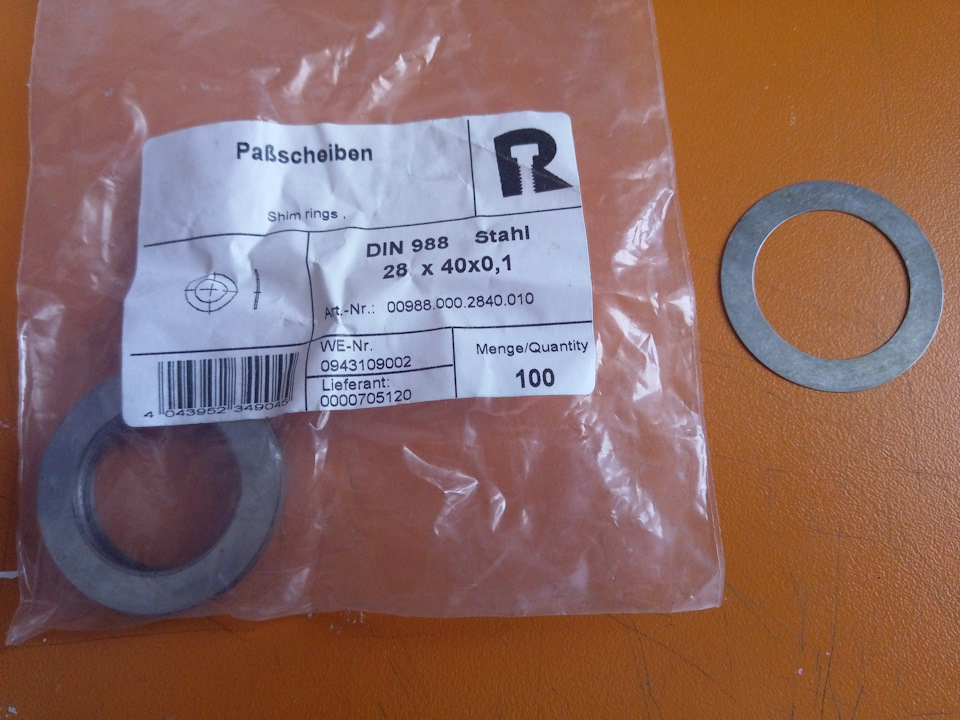 Paßscheiben
R
Shim rings .
DIN 988 Stahl
28 x 40x0,1
Art.-Nr.: 00988.000.2840.010
WE-Nr.
0943109002
Lieferant:
0000705120
Menge/Quantity
100
4 043952 349045